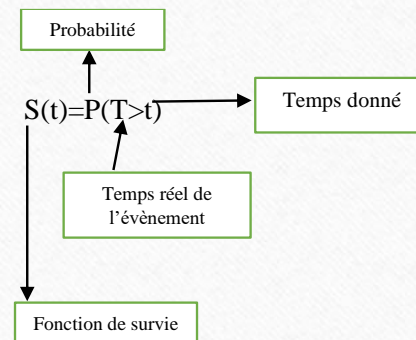 Probabilité
S(t)=P(T>t)
Temps donné
Temps réel de
l'évènement
Fonction de survie